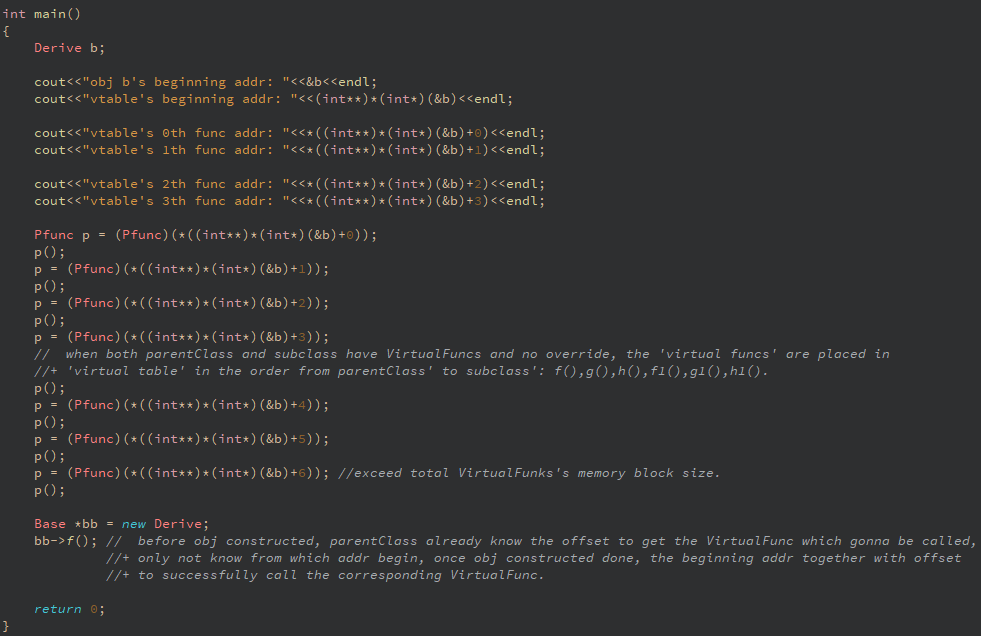 int main()
{
    Derive b;

    cout<<"obj b's beginning addr: "<<&b<<endl;
    cout<<"vtable's beginning addr: "<<(int**)*(int*)(&b)<<endl;

    cout<<"vtable's 0th func addr: "<<*((int**)*(int*)(&b)+0)<<endl;
    cout<<"vtable's 1th func addr: "<<*((int**)*(int*)(&b)+1)<<endl;

    cout<<"vtable's 2th func addr: "<<*((int**)*(int*)(&b)+2)<<endl;
    cout<<"vtable's 3th func addr: "<<*((int**)*(int*)(&b)+3)<<endl;

    Pfunc p = (Pfunc)(*((int**)*(int*)(&b)+0));
    p();
    p = (Pfunc)(*((int**)*(int*)(&b)+1));
    p();
    p = (Pfunc)(*((int**)*(int*)(&b)+2));
    p();
    p = (Pfunc)(*((int**)*(int*)(&b)+3));
    //  when both parentClass and subclass have VirtualFuncs and no override, the 'virtual funcs' are placed in
    //+ 'virtual table' in the order from parentClass' to subclass': f(),g(),h(),f1(),g1(),h1().
    p();
    p = (Pfunc)(*((int**)*(int*)(&b)+4));
    p();
    p = (Pfunc)(*((int**)*(int*)(&b)+5));
    p();
    p = (Pfunc)(*((int**)*(int*)(&b)+6)); //exceed total VirtualFunks's memory block size.
    p();

    Base *bb = new Derive;
    bb->f(); //  before obj constructed, parentClass already know the offset to get the VirtualFunc which gonna be called,
             //+ only not know from which addr begin, once obj constructed done, the beginning addr together with offset
             //+ to successfully call the corresponding VirtualFunc.

    return 0;
}